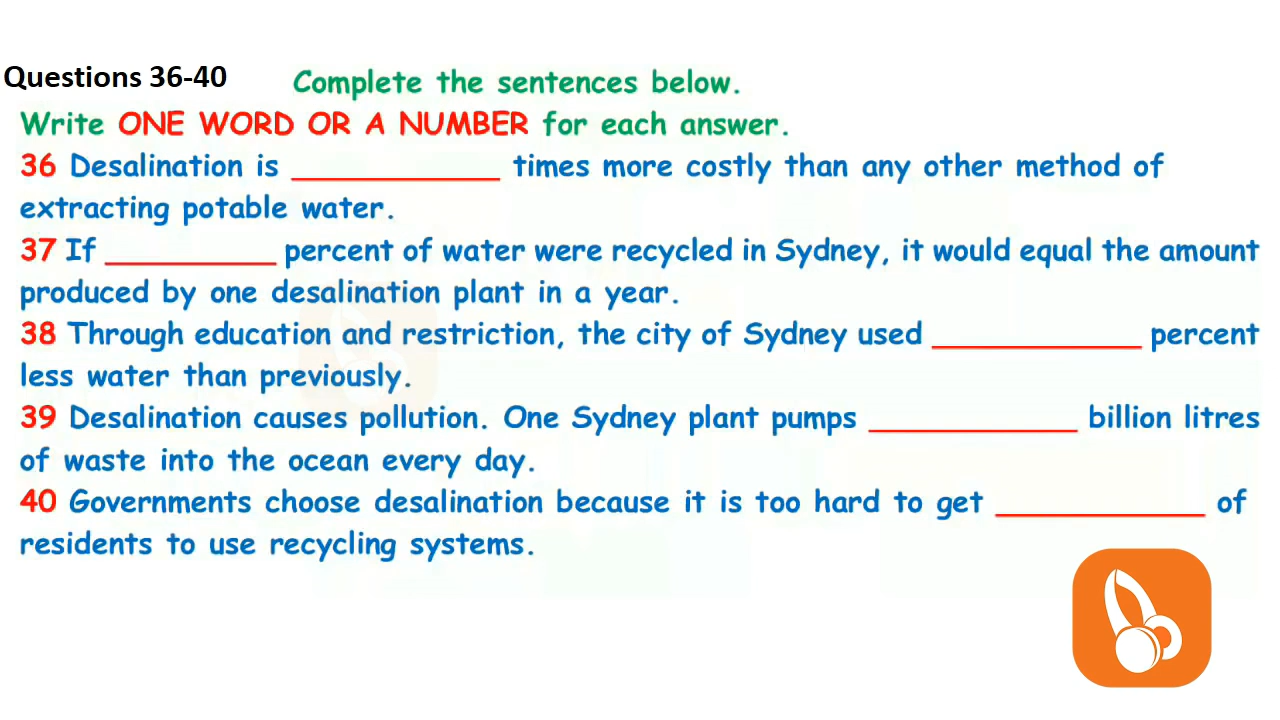 Questions 36-40 Complete the sentences below.
Write ONE WORD OR A NUMBER for each answer.
36 Desalination is ____________ times more costly than any other method of
extracting potable water.
37 If __________ percent of water were recycled in Sydney, it would equal the amount
produced by one desalination plant in a year.
38 Through education and restriction, the city of Sydney used ____________ percent
less water than previously.
39 Desalination causes pollution. One Sydney plant pumps ____________ billion litres
of waste into the ocean every day.
40 Governments choose desalination because it is too hard to get ____________ of
residents to use recycling systems.